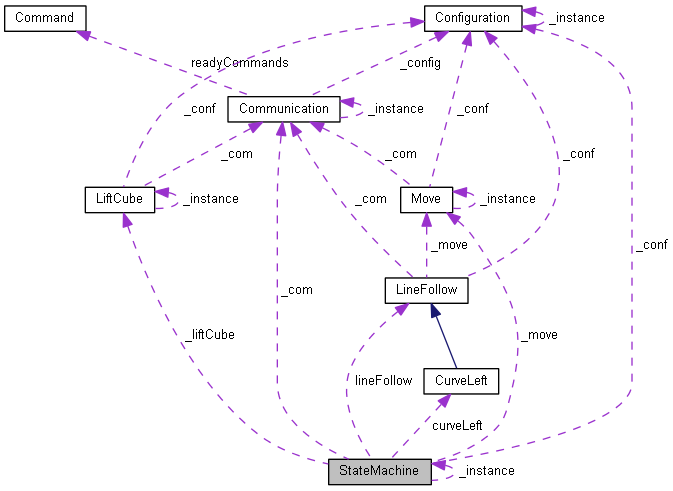 Command
Configuration
_instance
readyCommands
_config
_conf
Communication
_instance
_conf
_com
_com
_conf
LiftCube
_instance
_com
Move
_instance
_move
_conf
_com
LineFollow
_liftCube
_move
lineFollow
CurveLeft
curveLeft
StateMachine
_instance